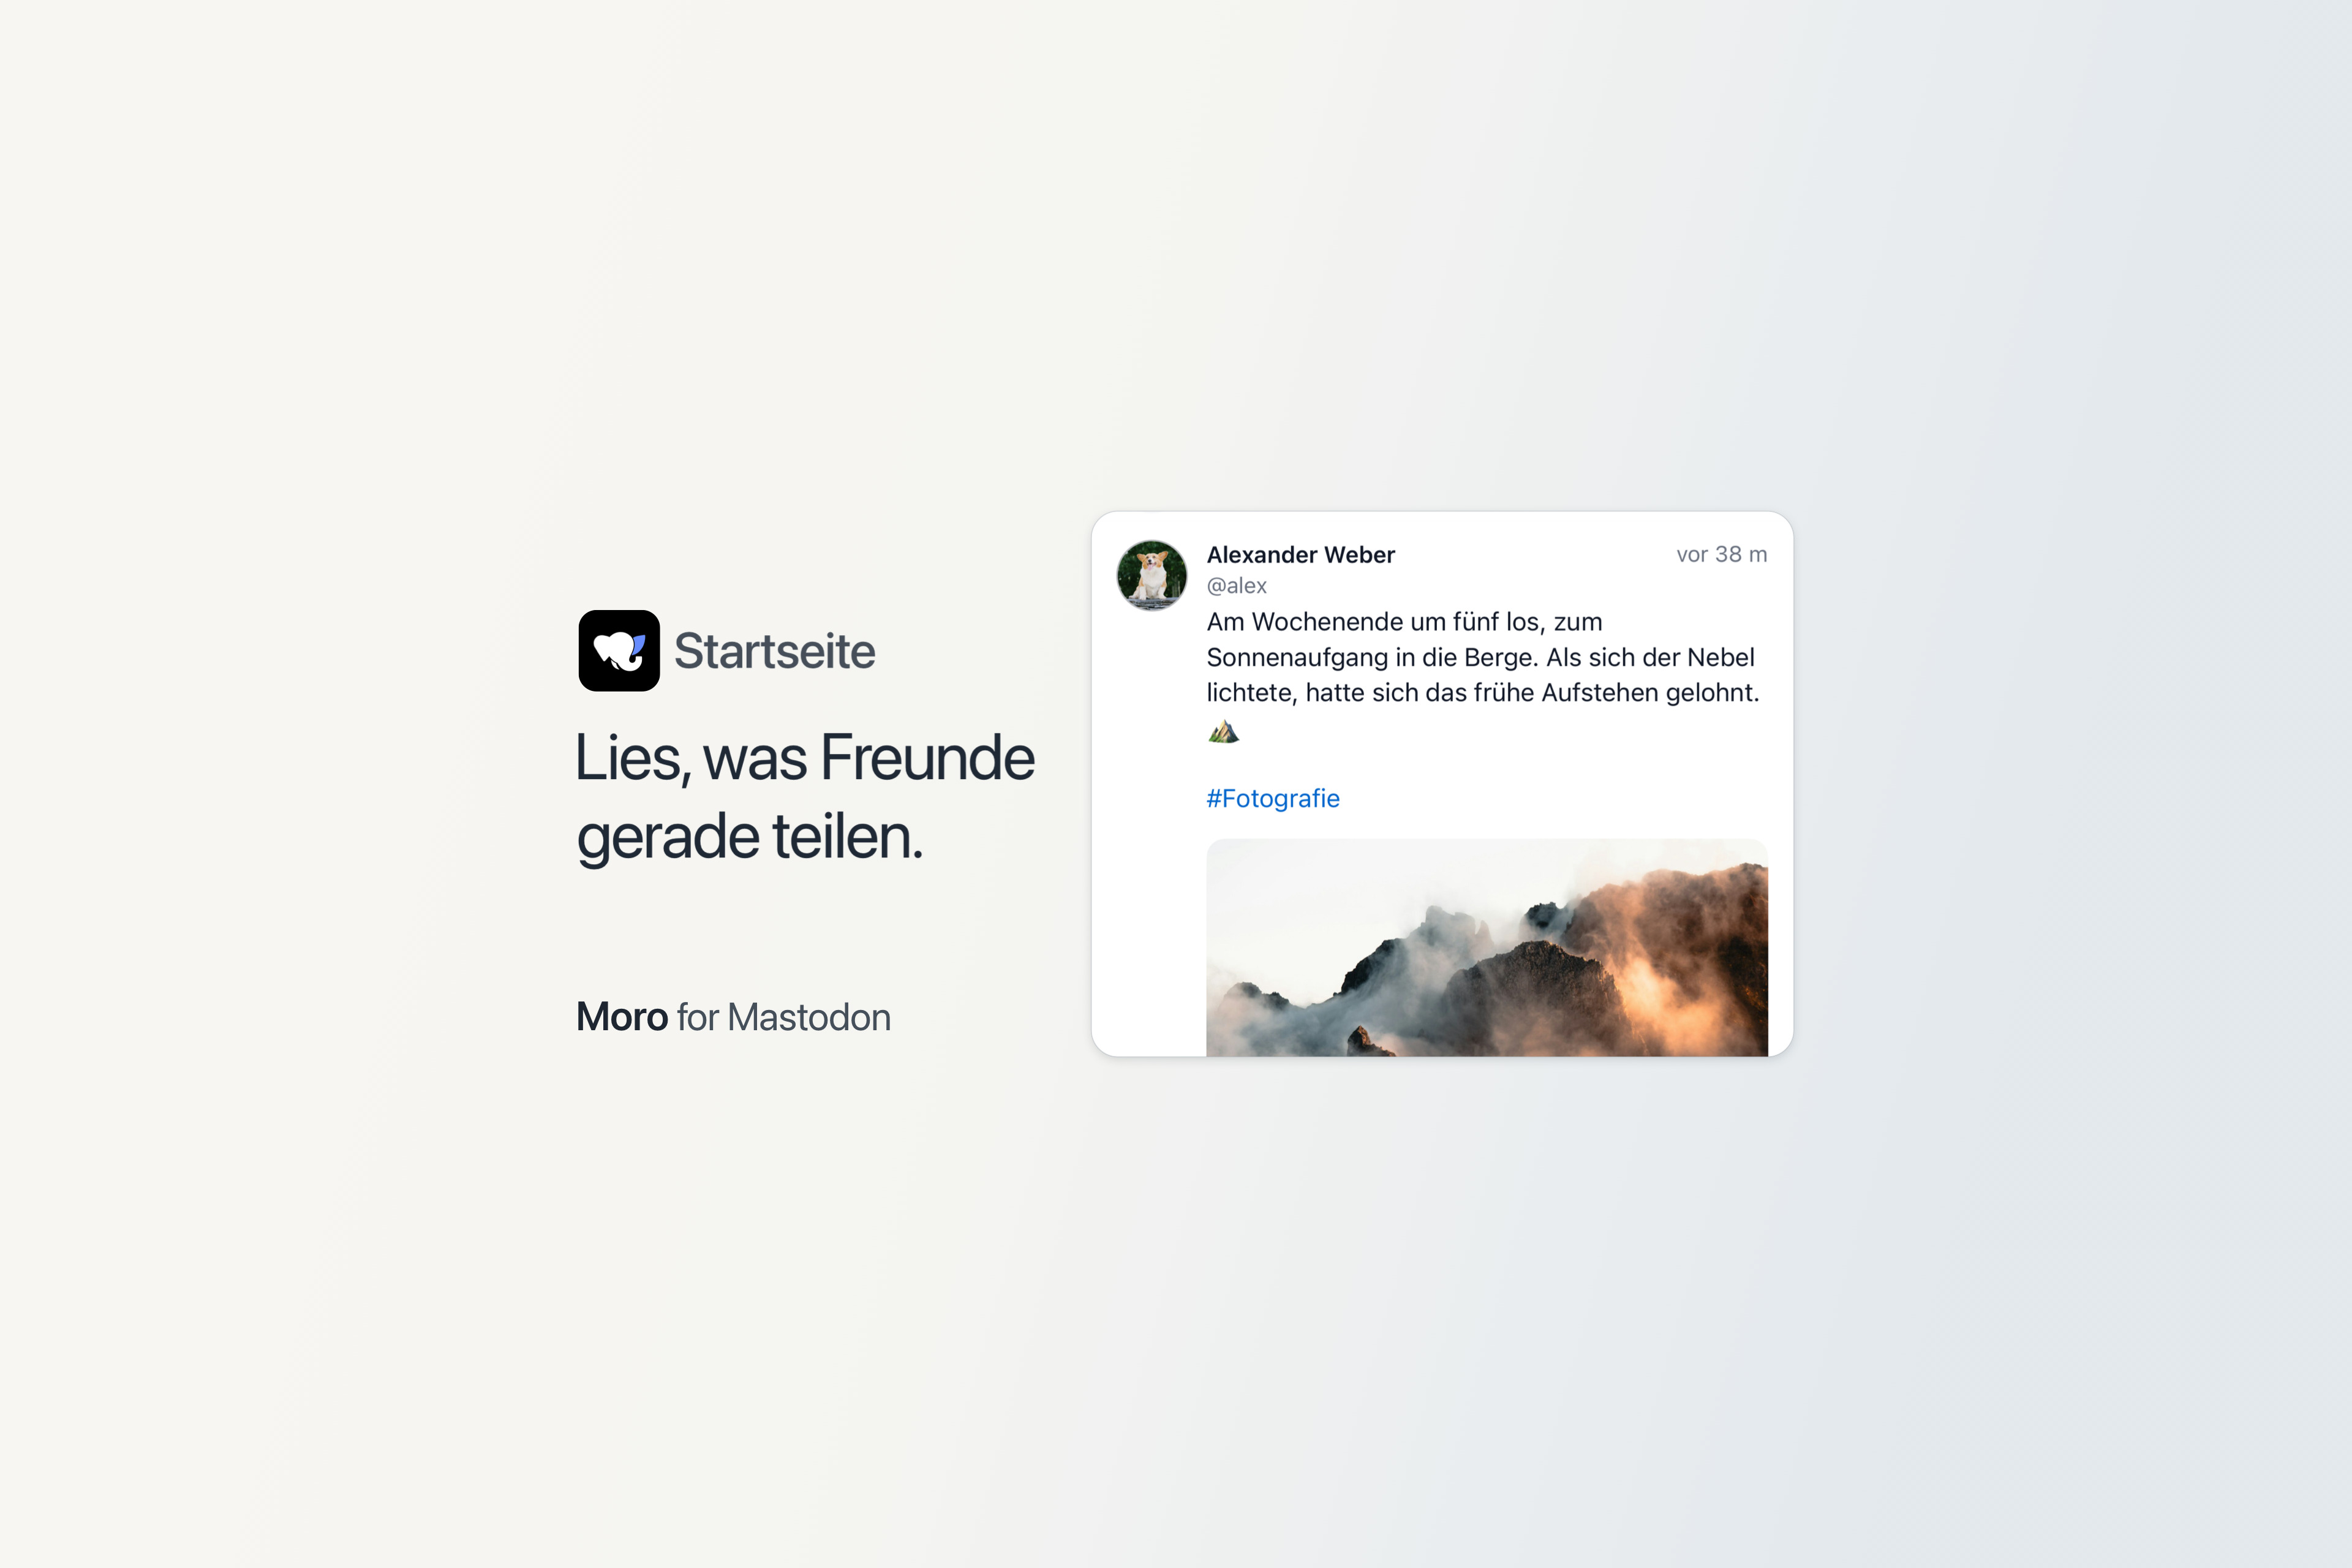 Startseite
Lies, was Freunde
gerade teilen.
Moro for Mastodon
Alexander Weber
vor 38 m
@alex
Am Wochenende um fünf los, zum
Sonnenaufgang in die Berge. Als sich der Nebel
lichtete, hatte sich das frühe Aufstehen gelohnt.
⛰️
#Fotografie